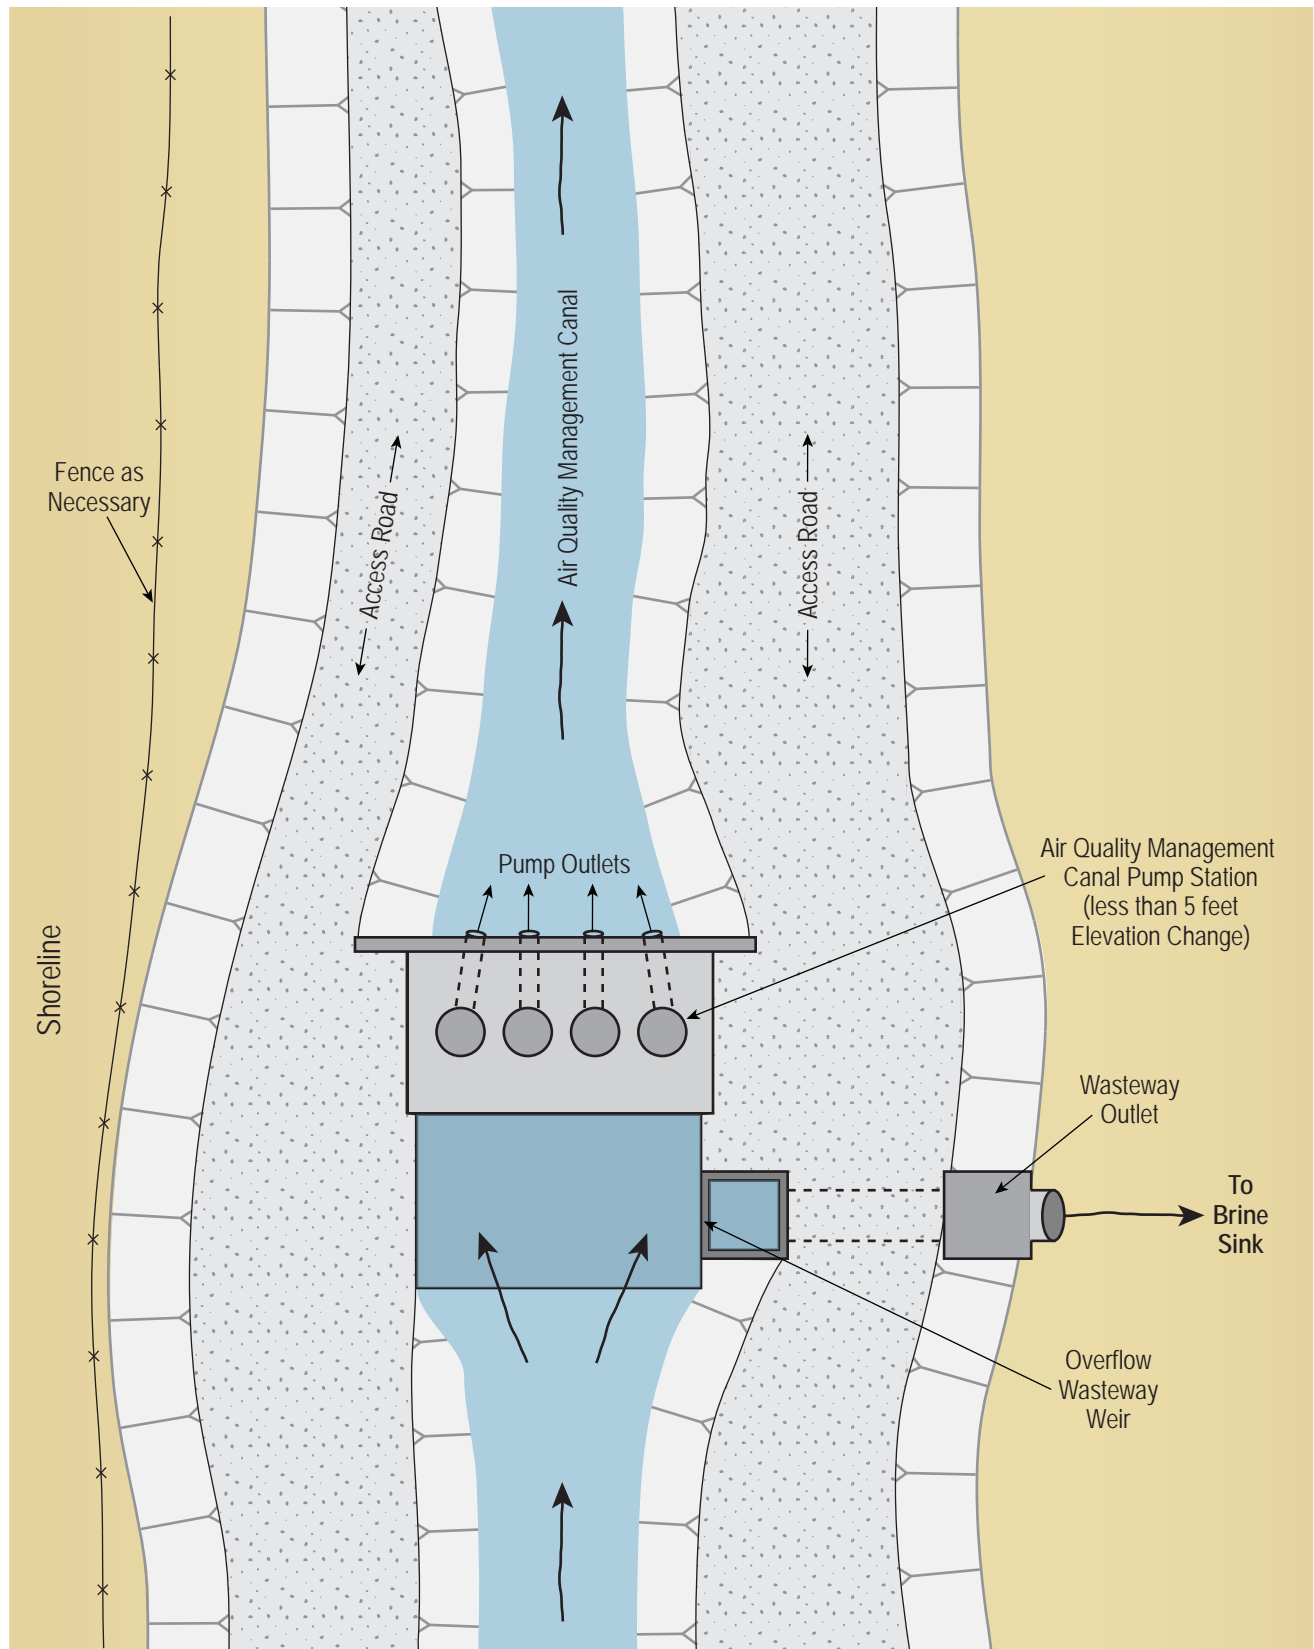 Air Quality Management Canal
Fence as
Necessary
Access Road
Access Road
Pump Outlets
Air Quality Management
Canal Pump Station
(less than 5 feet
Elevation Change)
Shoreline
Wasteway
Outlet
To
Brine
Sink
Overflow
Wasteway
Weir